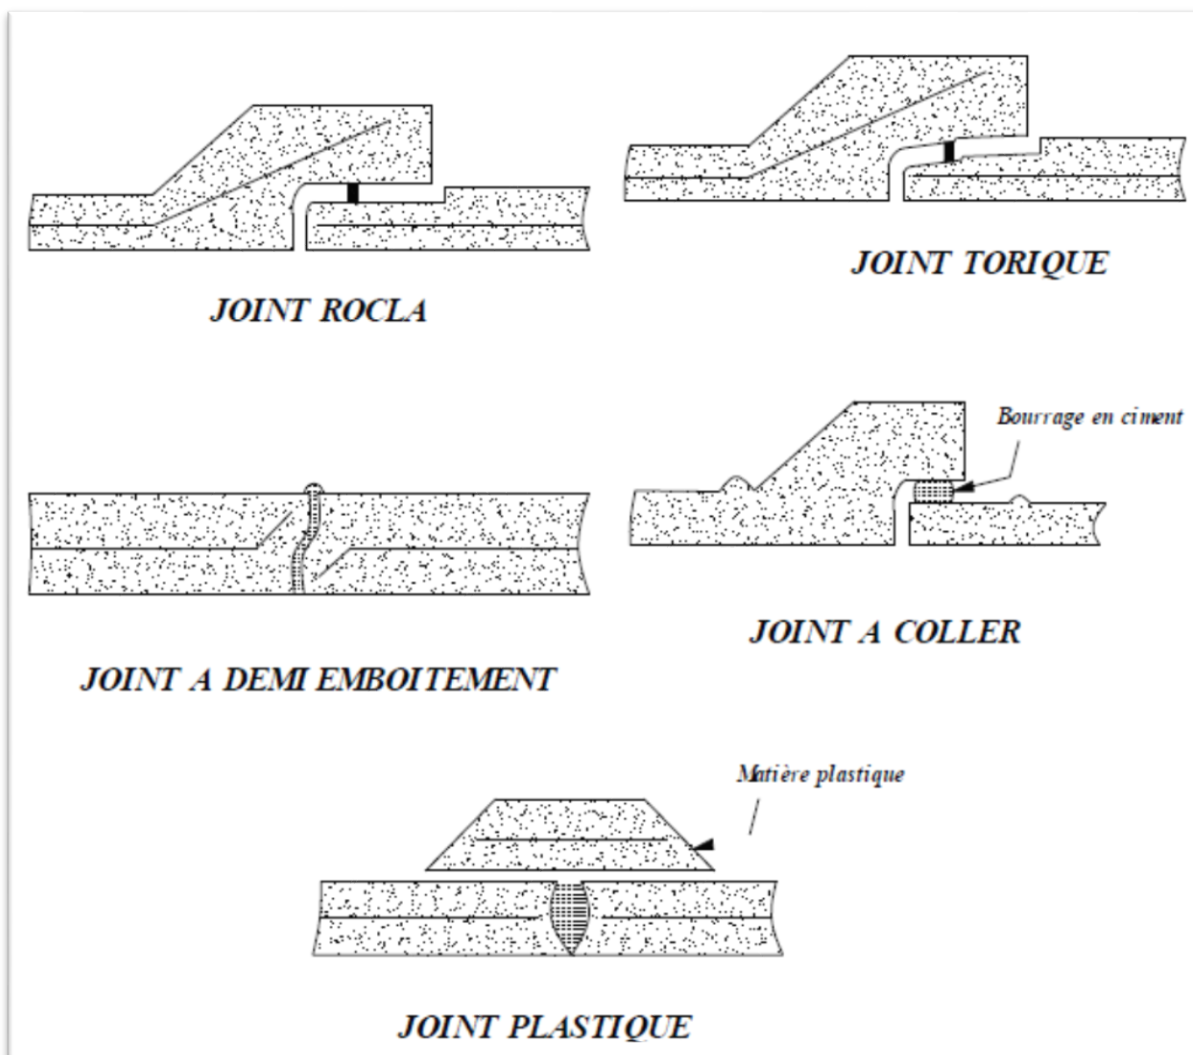 JOINT ROCLA
JOINT TORIQUE
Bourrage en ciment
JOINT A DEMI EMBOITEMENT
JOINT A COLLER
Matière plastique
JOINT PLASTIQUE